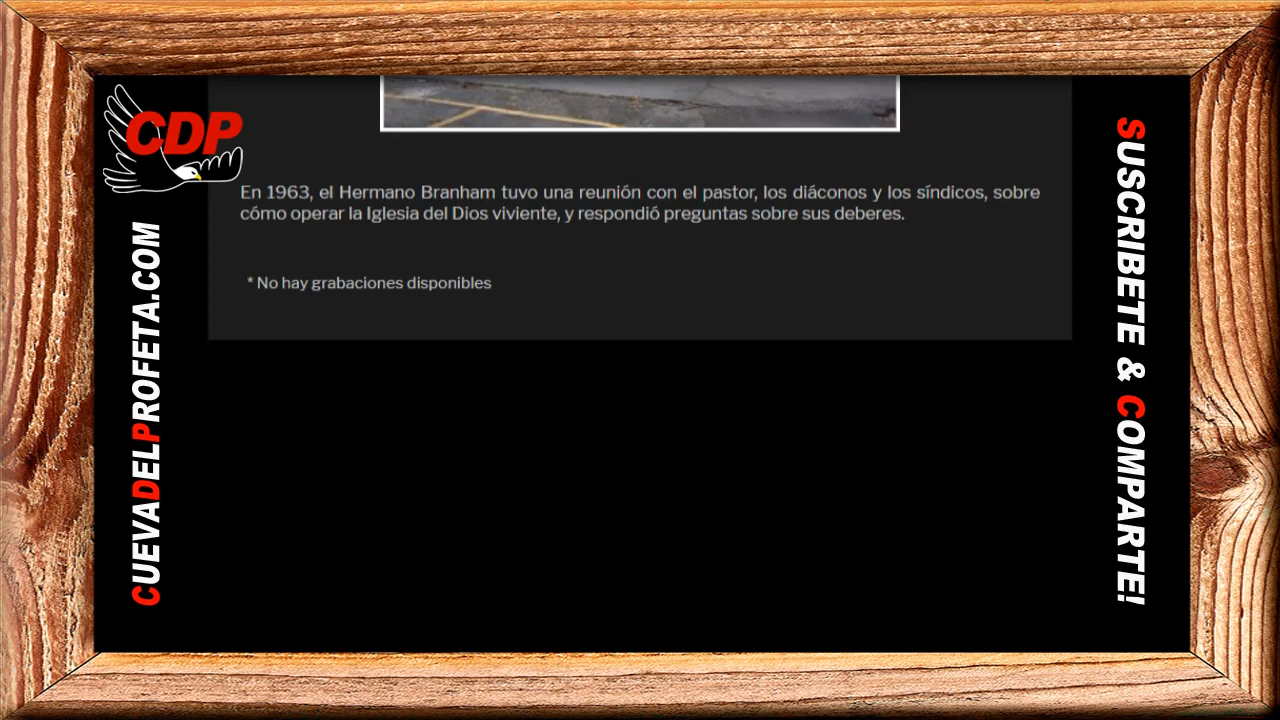 CDP
En 1963, el Hermano Branham tuvo una reunión con el pastor, los diáconos y los síndicos, sobre
cómo operar la Iglesia del Dios viviente, y respondió preguntas sobre sus deberes.
* No hay grabaciones disponibles
CUEVADELPROFETA.COM
SUSCRIBETE & COMPARTE!